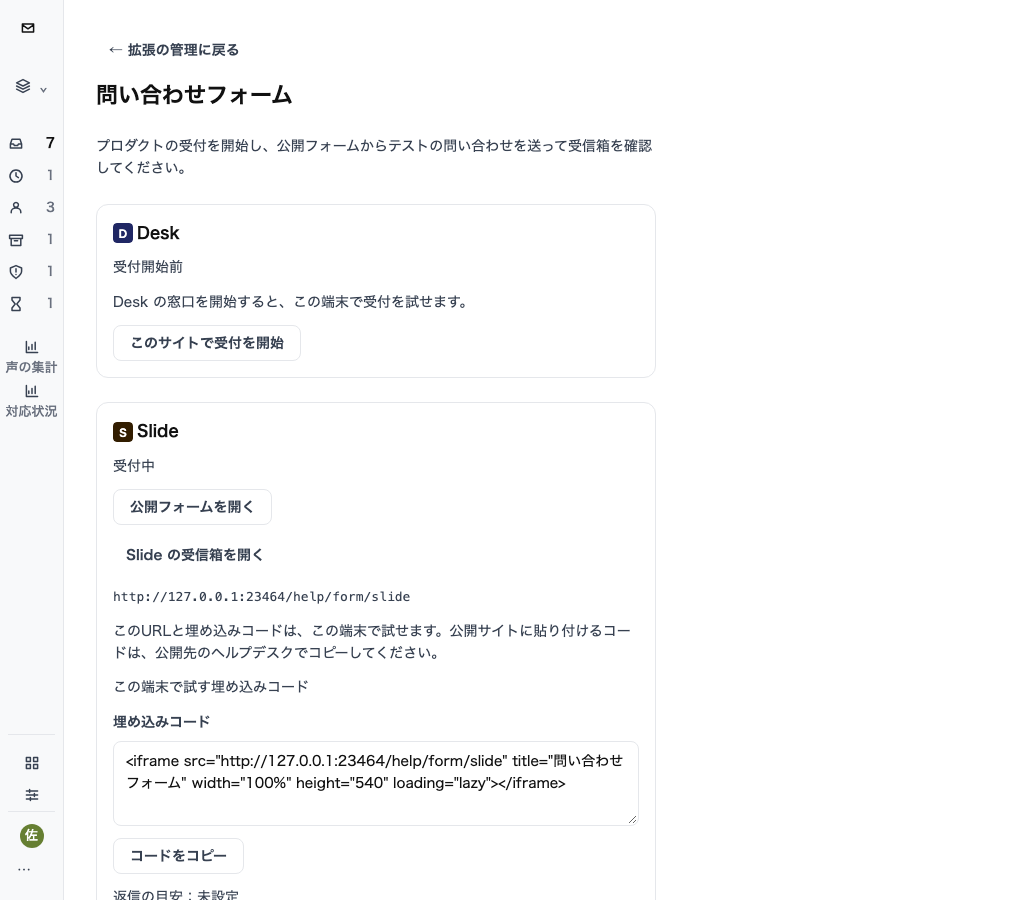 ← 拡張の管理に戻る
問い合わせフォーム
プロダクトの受付を開始し、公開フォームからテストの問い合わせを送って受信箱を確認
してください。
7
1
3
1
1
1
声の集計
対応状況
佐
…
D Desk
受付開始前
Desk の窓口を開始すると、この端末で受付を試せます。
このサイトで受付を開始
S Slide
受付中
公開フォームを開く
Slide の受信箱を開く
http://127.0.0.1:23464/help/form/slide
このURLと埋め込みコードは、この端末で試せます。公開サイトに貼り付けるコー
ドは、公開先のヘルプデスクでコピーしてください。
この端末で試す埋め込みコード
埋め込みコード
<iframe src="http://127.0.0.1:23464/help/form/slide" title="問い合わせ
フォーム" width="100%" height="540" loading="lazy"></iframe>
コードをコピー
返信の目安：未設定